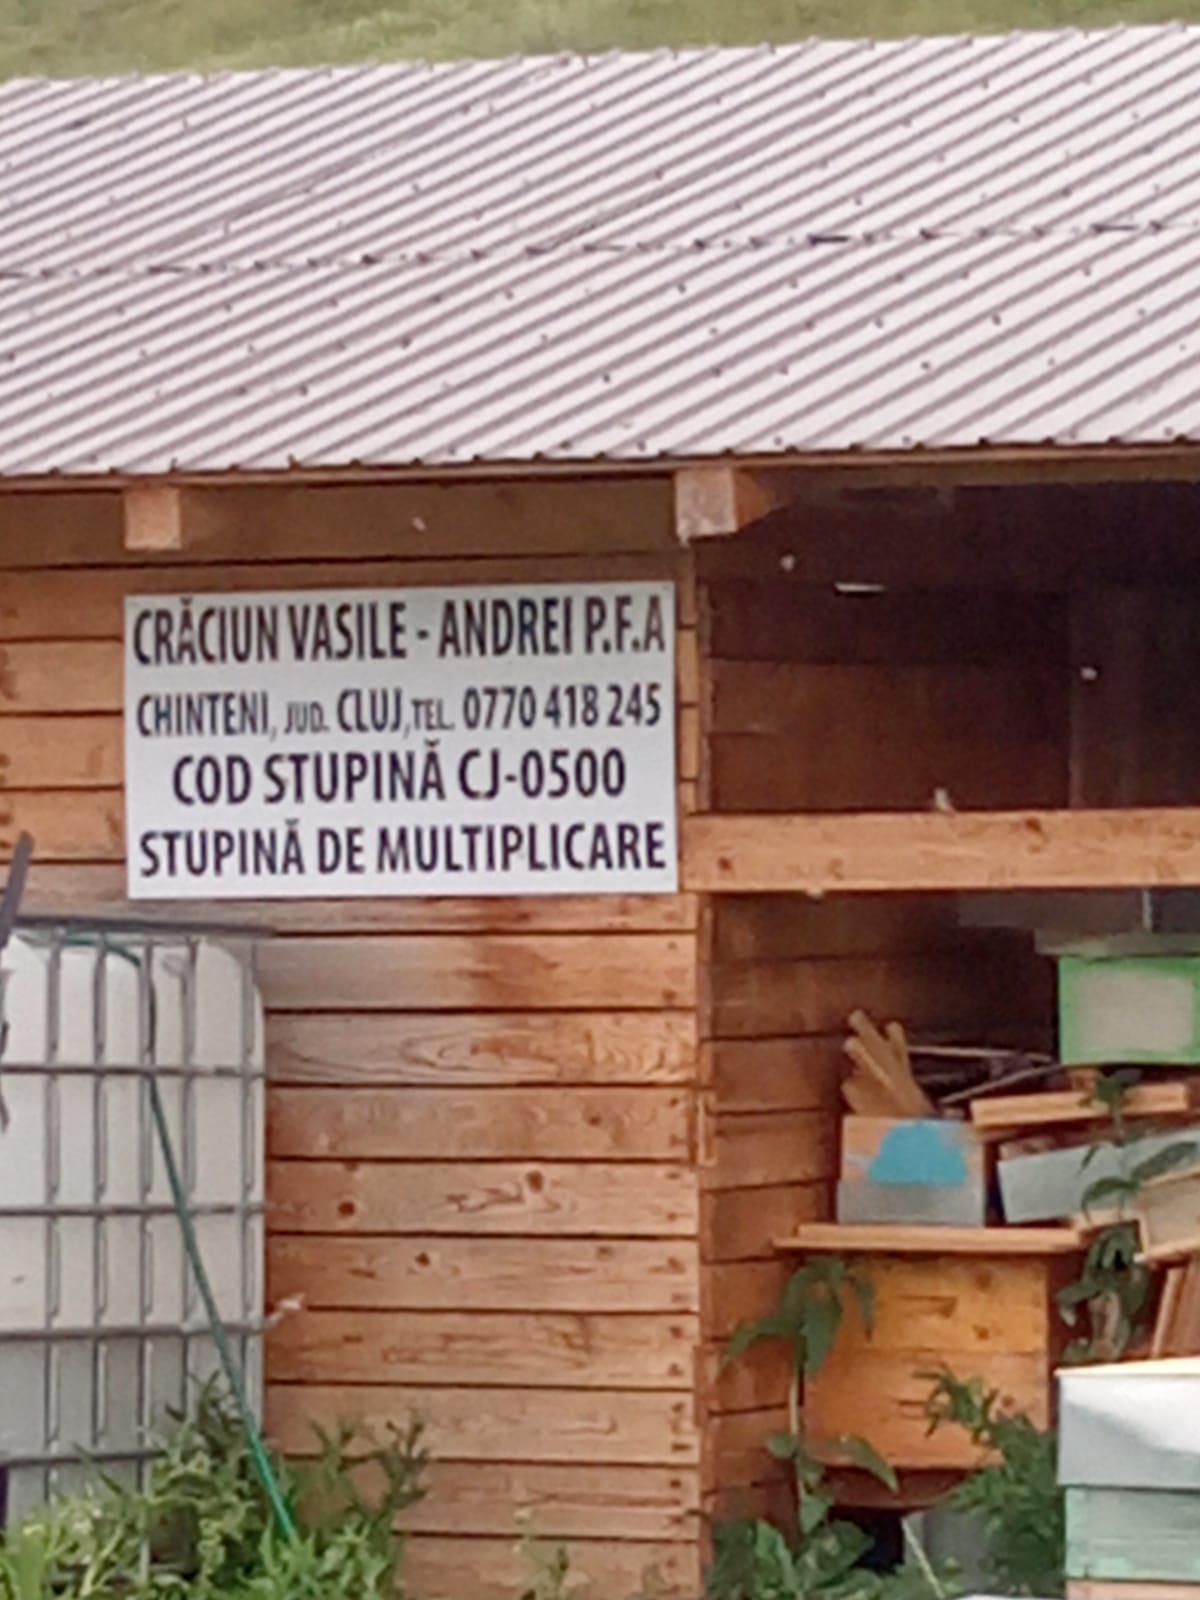 CRĂCIUN VASILE - ANDREI P.F.A
CHINTENI, JUD. CLUJ, TEL. 0770 418 245
COD STUPINĂ CJ-0500
STUPINĂ DE MULTIPLICARE